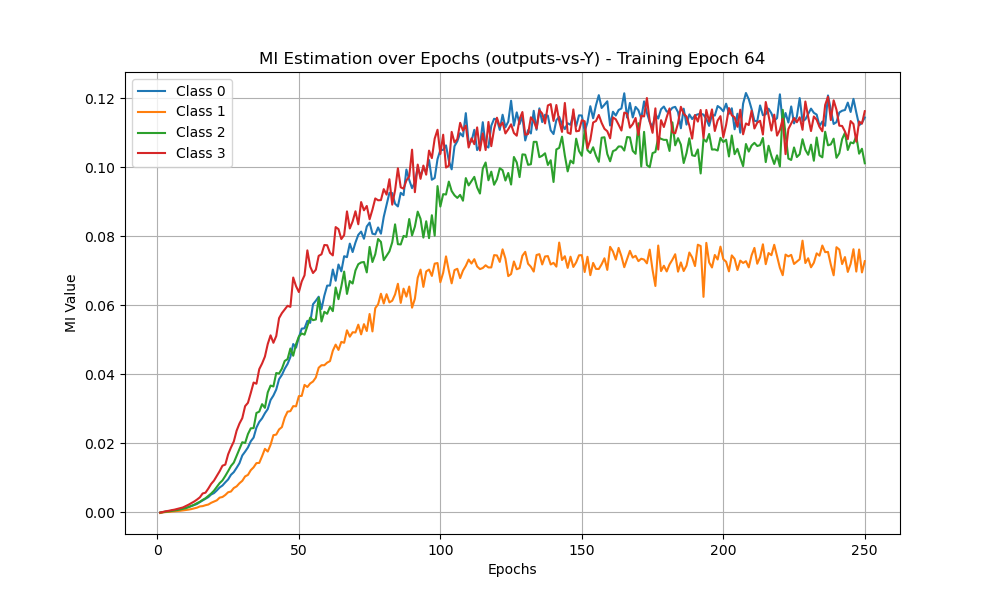 MI Estimation over Epochs (outputs-vs-Y) - Training Epoch 64
Class 0
Class 1
Class 2
Class 3
0.12
0.10
0.08
0.06
0.04
0.02
0.00
MI Value
0 50 100 150 200 250
Epochs